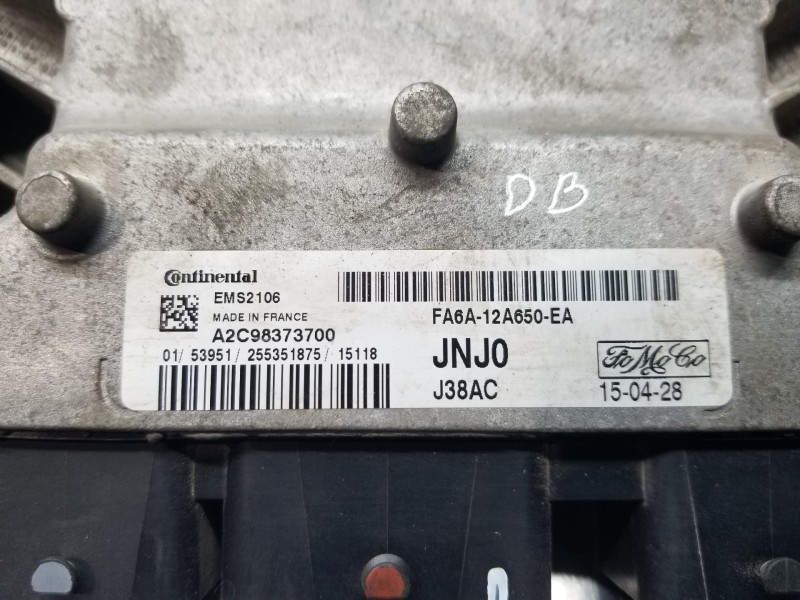 DB
Continental
EMS2106
MADE IN FRANCE
A2C98373700
01/ 53951/ 255351875/ 15118
FA6A-12A650-EA
JNJ0
J38AC
FoMoCo
15-04-28